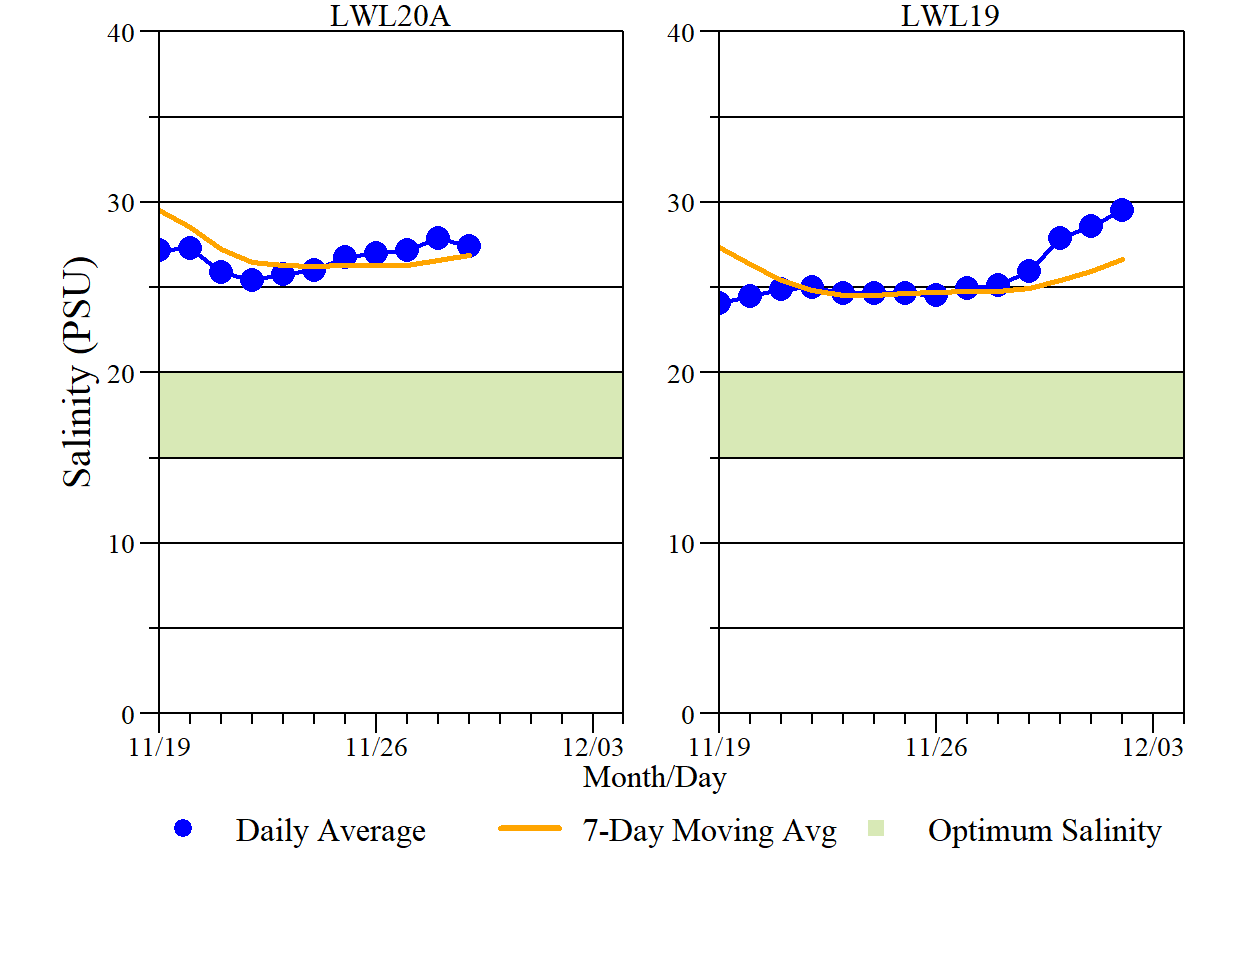 LWL20A
LWL19
40
30
20
10
0
40
30
20
10
0
Salinity (PSU)
11/19
11/26
12/03
11/19
11/26
12/03
Month/Day
Daily Average
7-Day Moving Avg
Optimum Salinity